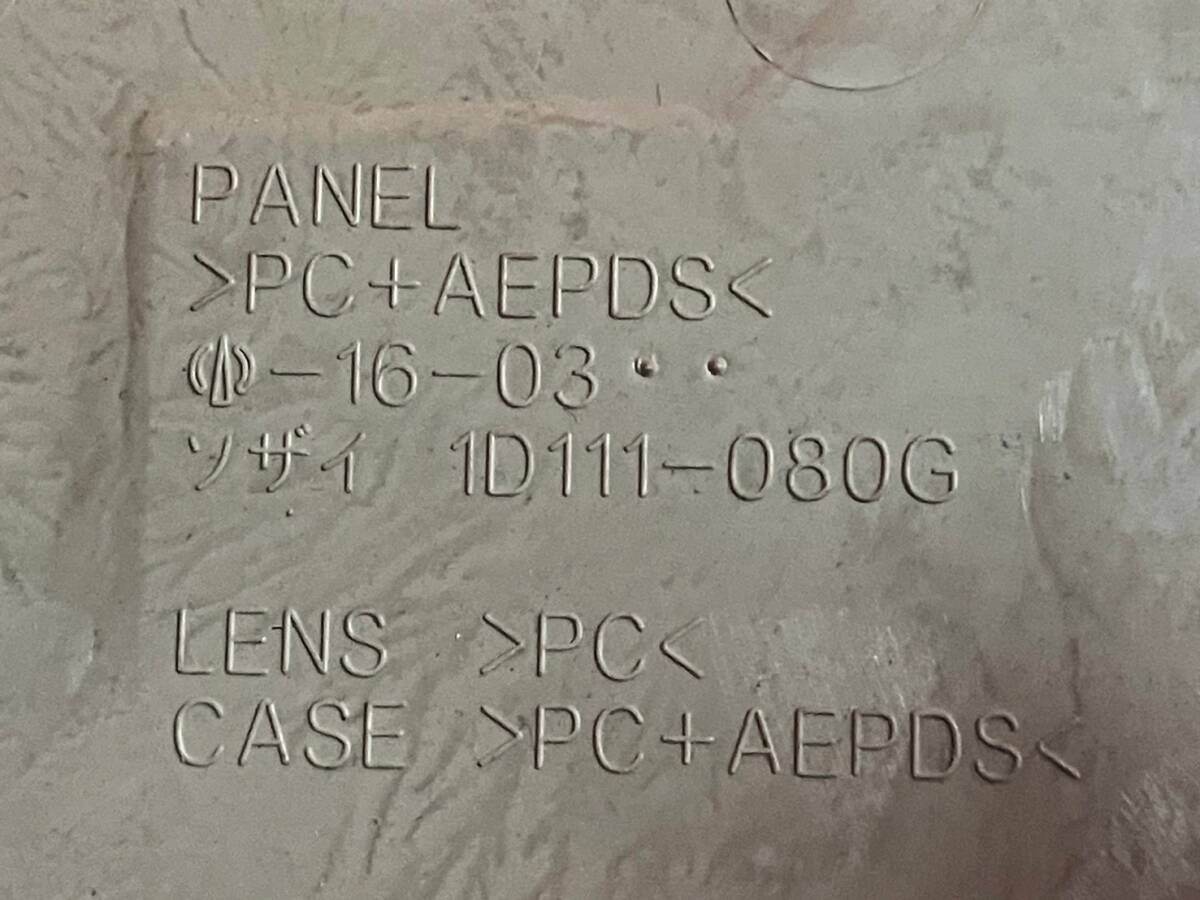 PANEL
>PC+AEPDS<
-16-03・・
ソザイ 1D111-080G
LENS >PC<
CASE >PC+AEPDS<